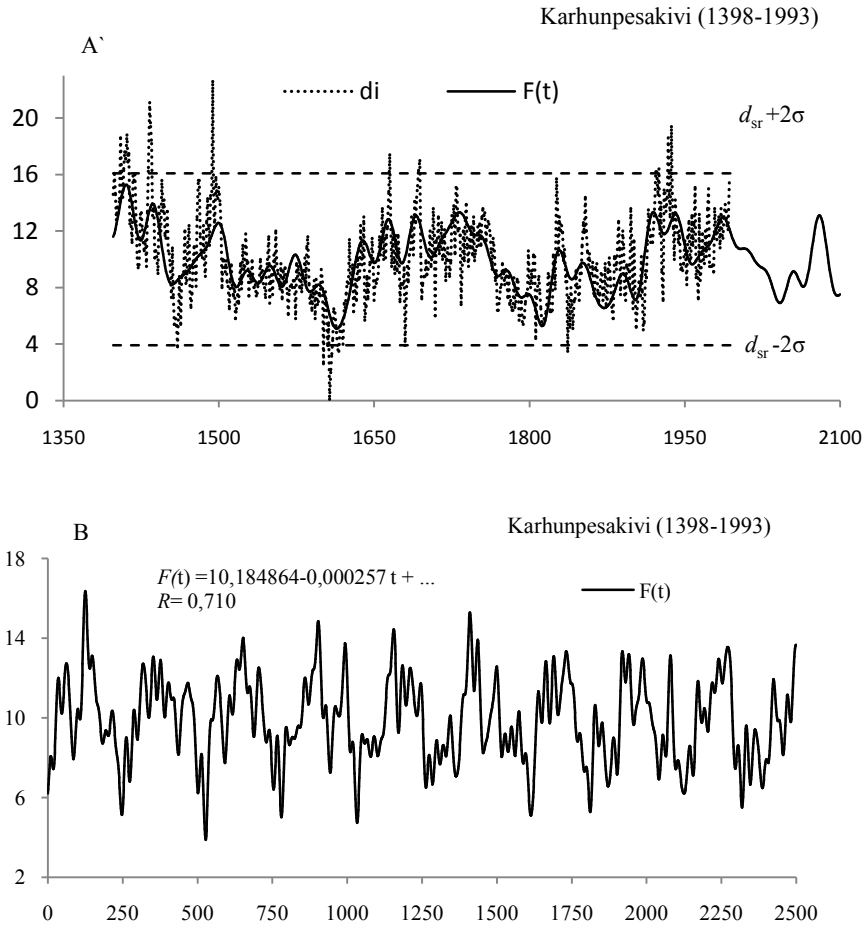 Karhunpesakivi (1398-1993)
A`
di F(t)
d_sr+2σ
20
16
12
8
4
0
d_sr-2σ
1350 1500 1650 1800 1950 2100
B
Karhunpesakivi (1398-1993)
18
F(t) =10,184864-0,000257 t + ...
R= 0,710
F(t)
14
10
6
2
0 250 500 750 1000 1250 1500 1750 2000 2250 2500